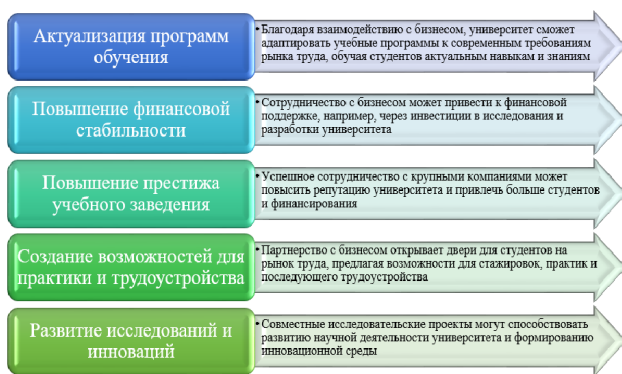 Актуализация программ
обучения
• Благодаря взаимодействию с бизнесом, университет сможет
адаптировать учебные программы к современным требованиям
рынка труда, обучая студентов актуальным навыкам и знаниям
Повышение финансовой
стабильности
• Сотрудничество с бизнесом может привести к финансовой
поддержке, например, через инвестиции в исследования и
разработки университета
Повышение престижа
учебного заведения
• Успешное сотрудничество с крупными компаниями может
повысить репутацию университета и привлечь больше студентов
и финансирования
Создание возможностей для
практики и трудоустройства
• Партнерство с бизнесом открывает двери для студентов на
рынок труда, предлагая возможности для стажировок, практик и
последующего трудоустройства
Развитие исследований и
инноваций
• Совместные исследовательские проекты могут способствовать
развитию научной деятельности университета и формированию
инновационной среды